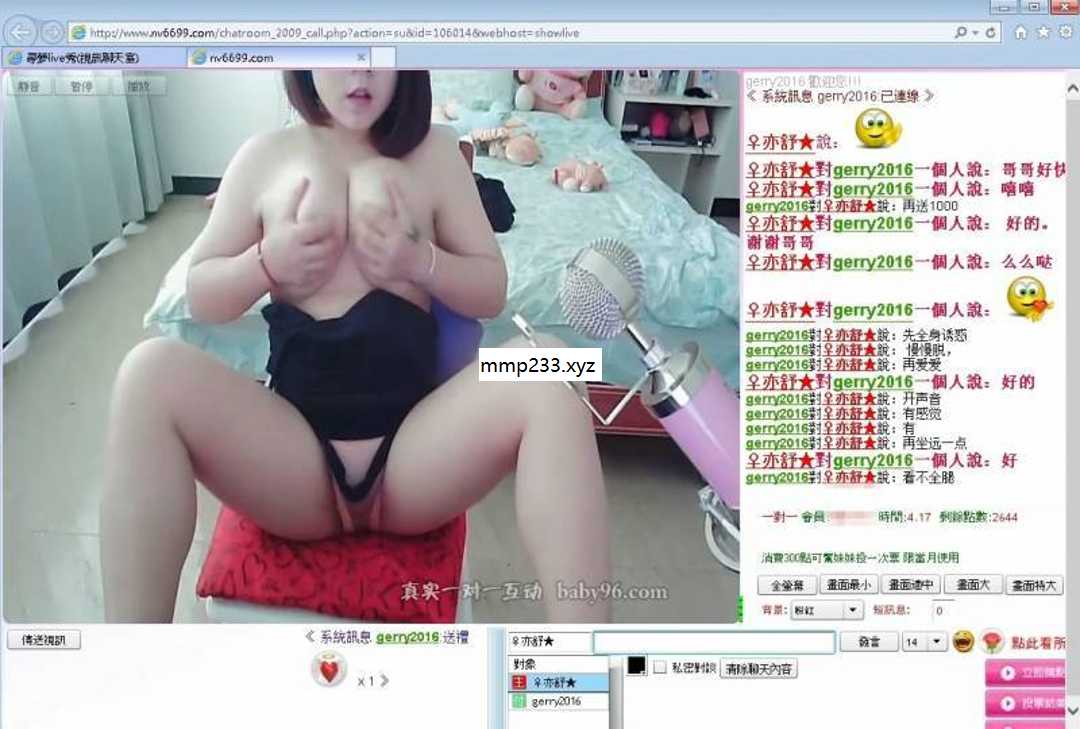 http://www.nv6699.com/chatroom_2009_call.php?action=su&id=106014&webhost=showlive
尋夢live秀(視訊聊天室)
nv6699.com
靜音
暫停
播放
gerry2016 歡迎您!!!
《 系統訊息 gerry2016:已連線 》
♀亦舒★說:
♀亦舒★對gerry2016一個人說: 哥哥好快
♀亦舒★對gerry2016一個人說: 嘻嘻
gerry2016對♀亦舒★說: 再送1000
♀亦舒★對gerry2016一個人說: 好的。
谢谢哥哥
♀亦舒★對gerry2016一個人說: 么么哒
♀亦舒★對gerry2016一個人說:
gerry2016對♀亦舒★說: 先全身诱惑
gerry2016對♀亦舒★說: 慢慢脱,
gerry2016對♀亦舒★說: 再爱爱
♀亦舒★對gerry2016一個人說: 好的
gerry2016對♀亦舒★說: 开声音
gerry2016對♀亦舒★說: 有感觉
gerry2016對♀亦舒★說: 有
gerry2016對♀亦舒★說: 再坐远一点
♀亦舒★對gerry2016一個人說: 好
gerry2016對♀亦舒★說: 看不全腿
mmp233.xyz
真实一对一互动 baby96.com
一對一 會員: 時間:4.17 剩餘點數:2644
消費300點可幫妹妹投一次票 限當月使用
全螢幕
畫面最小
畫面適中
畫面大
畫面特大
背景: 粉紅
短訊息: 0
傳送視訊
《 系統訊息 gerry2016:送禮
x 1 》
♀亦舒★
發言
14
點此看所
對象
主 ♀亦舒★
gerry2016
私密對談
清除聊天內容